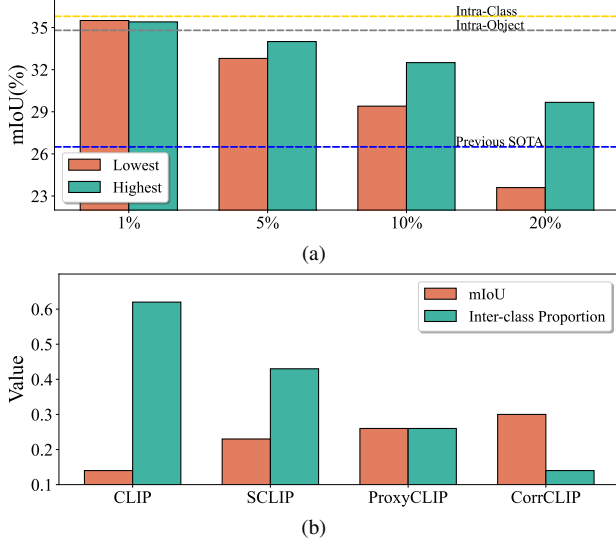 Intra-Class
Intra-Object
mIoU(%)
35
32
29
26
23
Previous SOTA
Lowest
Highest
1%
5%
10%
20%
(a)
Value
0.6
0.5
0.4
0.3
0.2
0.1
mIoU
Inter-class Proportion
CLIP
SCLIP
ProxyCLIP
CorrCLIP
(b)